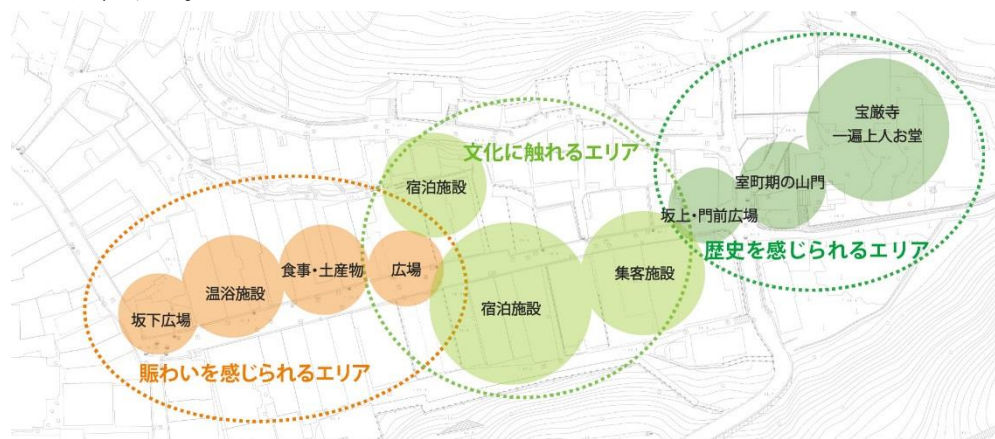 文化に触れるエリア
宿泊施設
宝厳寺
一遍上人お堂
室町期の山門
坂上・門前広場
歴史を感じられるエリア
食事・土産物
広場
集客施設
温浴施設
宿泊施設
坂下広場
賑わいを感じられるエリア